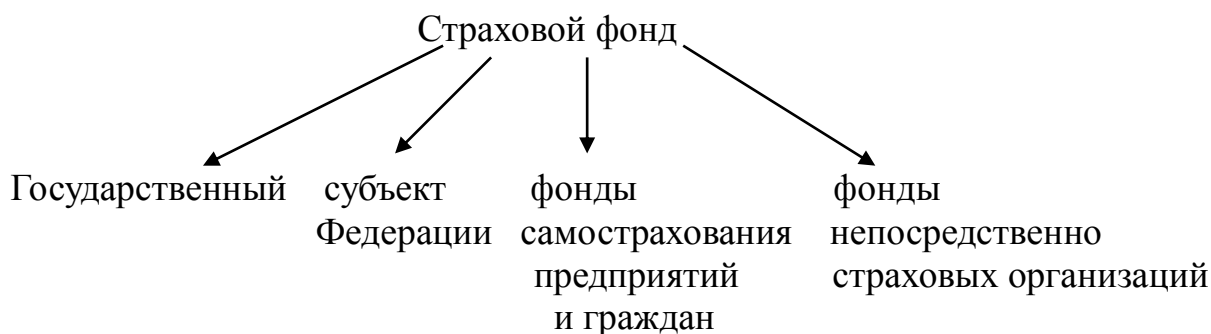 Страховой фонд
Государственный субъект фонды фонды
Федерации самострахования непосредственно
предприятий страховых организаций
и граждан